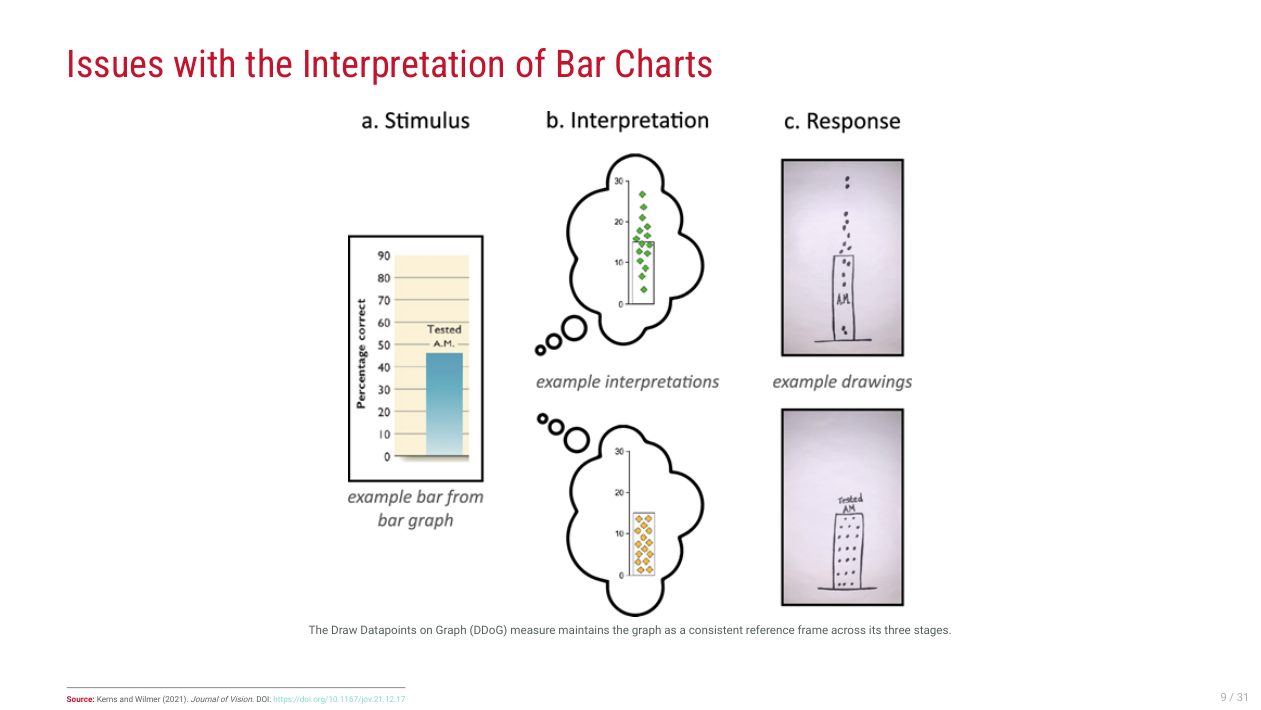 Issues with the Interpretation of Bar Charts
a. Stimulus
b. Interpretation
c. Response
90
80
70
60
50
40
30
20
10
0
Percentage correct
Tested
A.M.
example bar from
bar graph
30
20
10
0
example interpretations
30
20
10
0
A.M.
example drawings
Tested
AM
The Draw Datapoints on Graph (DDoG) measure maintains the graph as a consistent reference frame across its three stages.
Source: Kerns and Wilmer (2021). Journal of Vision. DOI: https://doi.org/10.1167/jov.21.12.17
9 / 31